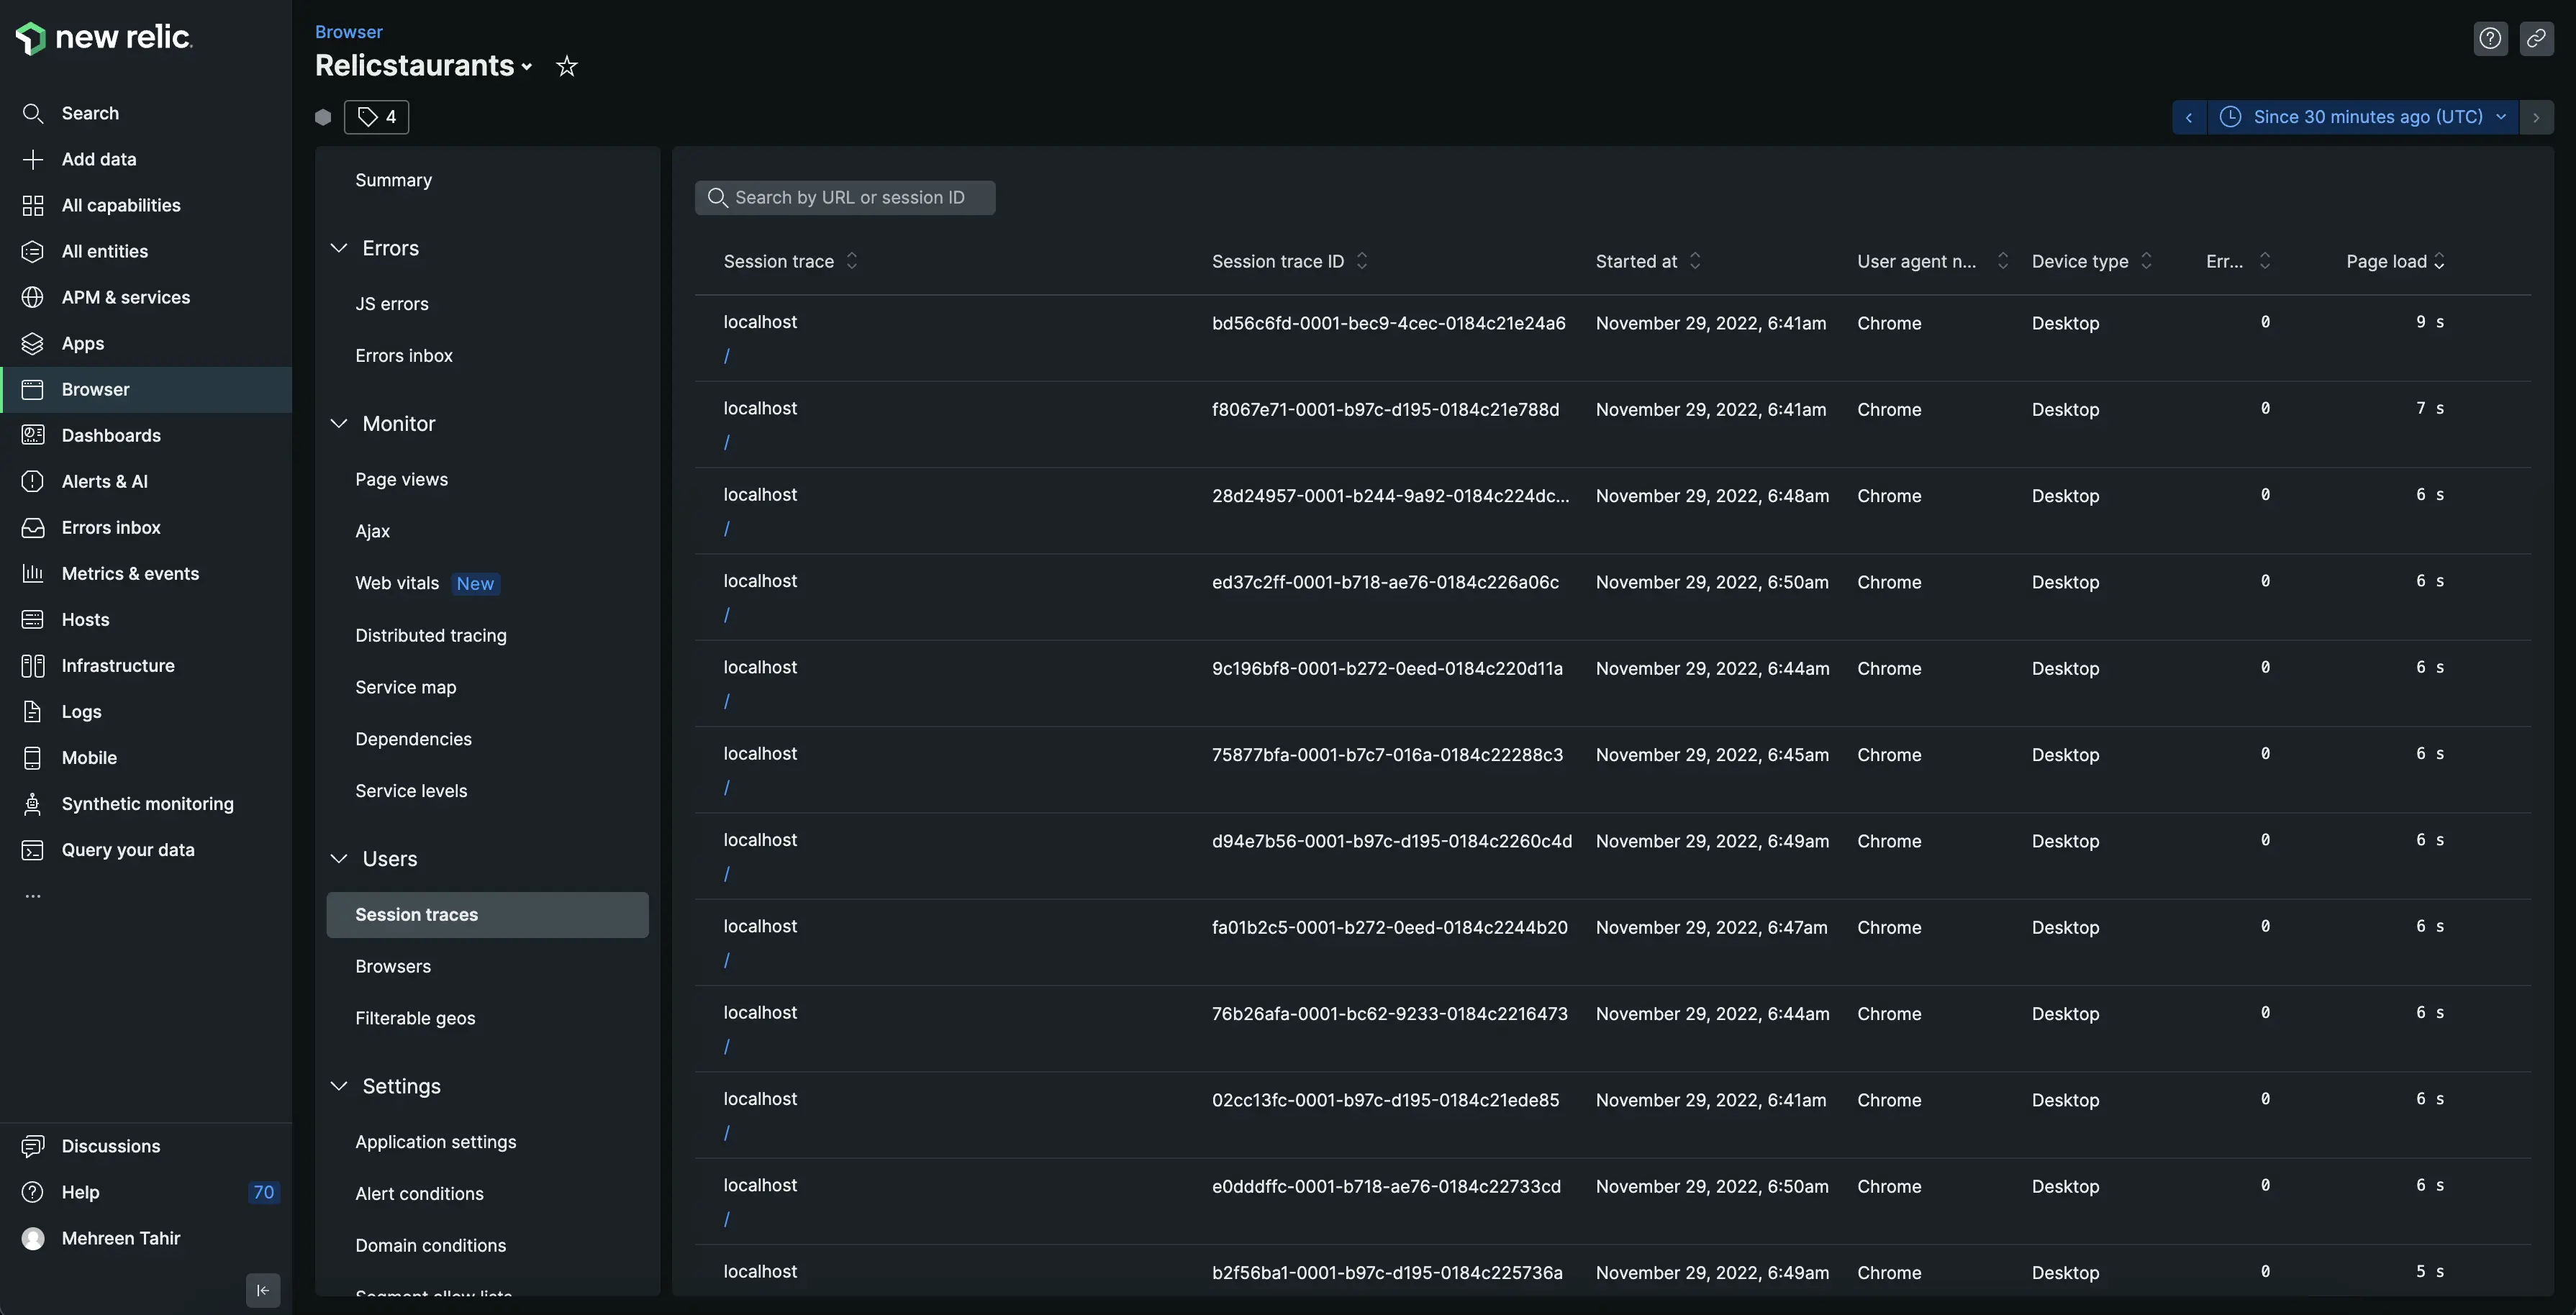 new relic.
Search
Add data
All capabilities
All entities
APM & services
Apps
Browser
Dashboards
Alerts & AI
Errors inbox
Metrics & events
Hosts
Infrastructure
Logs
Mobile
Synthetic monitoring
Query your data
...
Discussions
Help 70
Mehreen Tahir
Browser
Relicstaurants
4
Since 30 minutes ago (UTC)
Summary
Errors
JS errors
Errors inbox
Monitor
Page views
Ajax
Web vitals New
Distributed tracing
Service map
Dependencies
Service levels
Users
Session traces
Browsers
Filterable geos
Settings
Application settings
Alert conditions
Domain conditions
Segment allow lists
Search by URL or session ID
Session trace Session trace ID Started at User agent n... Device type Err... Page load
localhost bd56c6fd-0001-bec9-4cec-0184c21e24a6 November 29, 2022, 6:41am Chrome Desktop 0 9 s
/
localhost f8067e71-0001-b97c-d195-0184c21e788d November 29, 2022, 6:41am Chrome Desktop 0 7 s
/
localhost 28d24957-0001-b244-9a92-0184c224dc... November 29, 2022, 6:48am Chrome Desktop 0 6 s
/
localhost ed37c2ff-0001-b718-ae76-0184c226a06c November 29, 2022, 6:50am Chrome Desktop 0 6 s
/
localhost 9c196bf8-0001-b272-0eed-0184c220d11a November 29, 2022, 6:44am Chrome Desktop 0 6 s
/
localhost 75877bfa-0001-b7c7-016a-0184c22288c3 November 29, 2022, 6:45am Chrome Desktop 0 6 s
/
localhost d94e7b56-0001-b97c-d195-0184c2260c4d November 29, 2022, 6:49am Chrome Desktop 0 6 s
/
localhost fa01b2c5-0001-b272-0eed-0184c2244b20 November 29, 2022, 6:47am Chrome Desktop 0 6 s
/
localhost 76b26afa-0001-bc62-9233-0184c2216473 November 29, 2022, 6:44am Chrome Desktop 0 6 s
/
localhost 02cc13fc-0001-b97c-d195-0184c21ede85 November 29, 2022, 6:41am Chrome Desktop 0 6 s
/
localhost e0dddffc-0001-b718-ae76-0184c22733cd November 29, 2022, 6:50am Chrome Desktop 0 6 s
/
localhost b2f56ba1-0001-b97c-d195-0184c225736a November 29, 2022, 6:49am Chrome Desktop 0 5 s